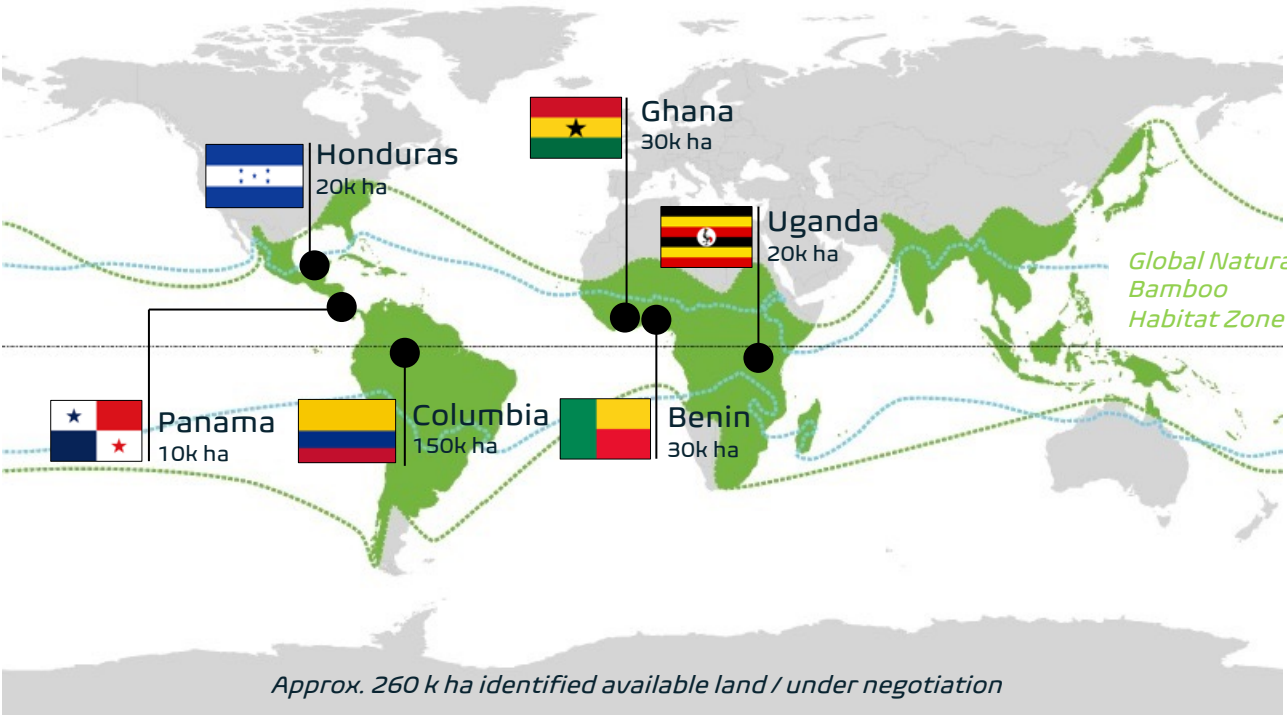 Ghana
30k ha
Honduras
20k ha
Uganda
20k ha
Global Natura
Bamboo
Habitat Zone
Panama
10k ha
Columbia
150k ha
Benin
30k ha
Approx. 260 k ha identified available land / under negotiation